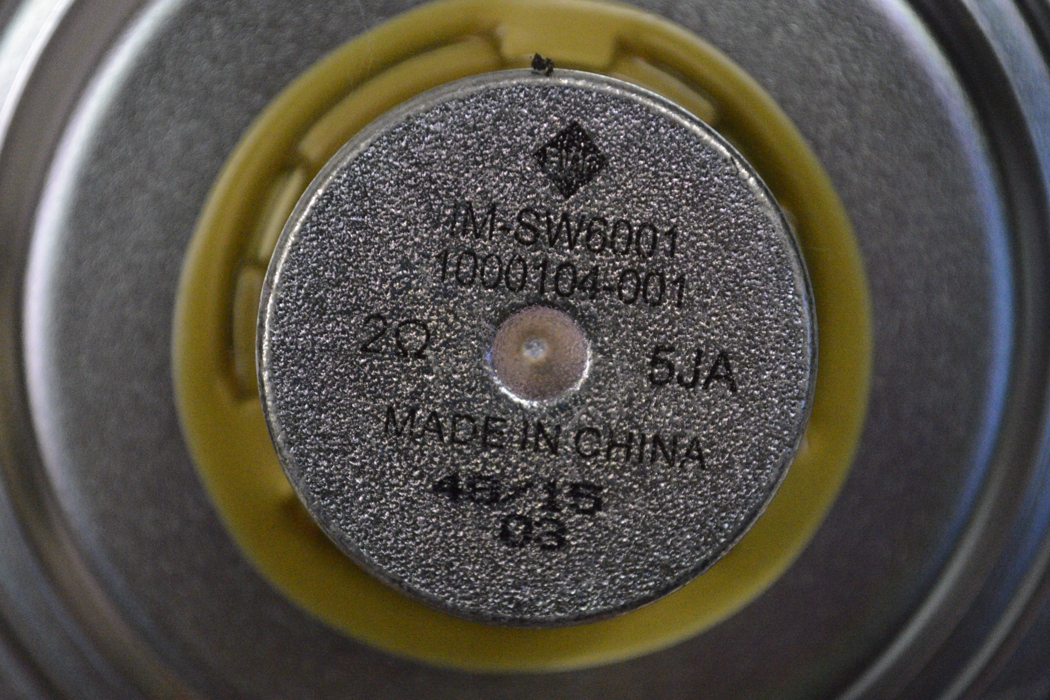 IM-SW6001
1000104-001
2Ω 5JA
MADE IN CHINA
45/15
03